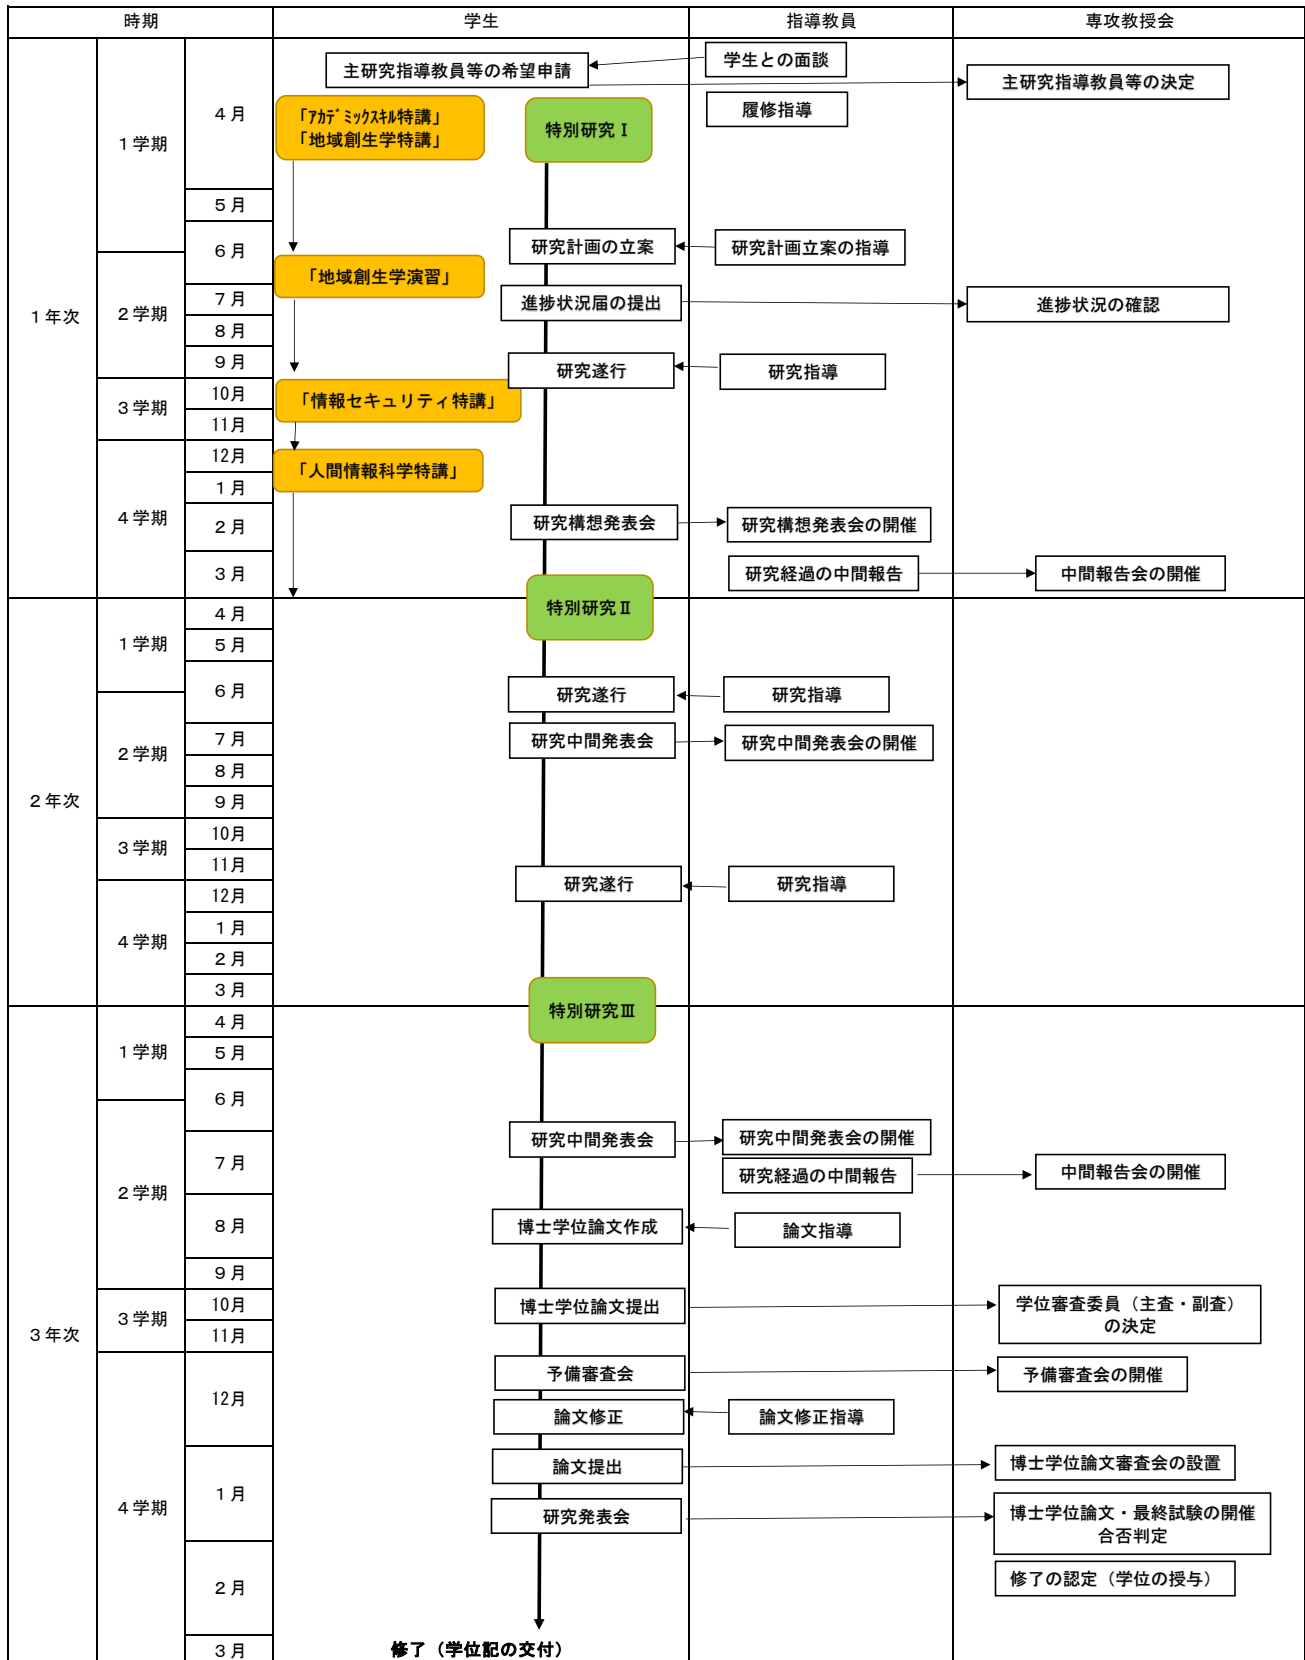 時期 学生 指導教員 専攻教授会
1年次
1学期
4月
主研究指導教員等の希望申請
学生との面談
主研究指導教員等の決定
「アカデミックスキル特講」
「地域創生学特講」
特別研究Ⅰ
履修指導
5月
6月
研究計画の立案
研究計画立案の指導
2学期
「地域創生学演習」
7月
進捗状況届の提出
進捗状況の確認
8月
9月
研究遂行
研究指導
3学期
10月
「情報セキュリティ特講」
11月
4学期
12月
「人間情報科学特講」
1月
2月
研究構想発表会
研究構想発表会の開催
3月
研究経過の中間報告
中間報告会の開催
特別研究Ⅱ
2年次
1学期
4月
5月
6月
研究遂行
研究指導
2学期
7月
研究中間発表会
研究中間発表会の開催
8月
9月
3学期
10月
11月
研究遂行
研究指導
4学期
12月
1月
2月
3月
特別研究Ⅲ
3年次
1学期
4月
5月
6月
2学期
研究中間発表会
研究中間発表会の開催
7月
研究経過の中間報告
中間報告会の開催
8月
博士学位論文作成
論文指導
9月
3学期
10月
博士学位論文提出
学位審査委員（主査・副査）
の決定
11月
4学期
12月
予備審査会
予備審査会の開催
論文修正
論文修正指導
1月
論文提出
博士学位論文審査会の設置
研究発表会
博士学位論文・最終試験の開催
合否判定
2月
修了の認定（学位の授与）
3月
修了（学位記の交付）